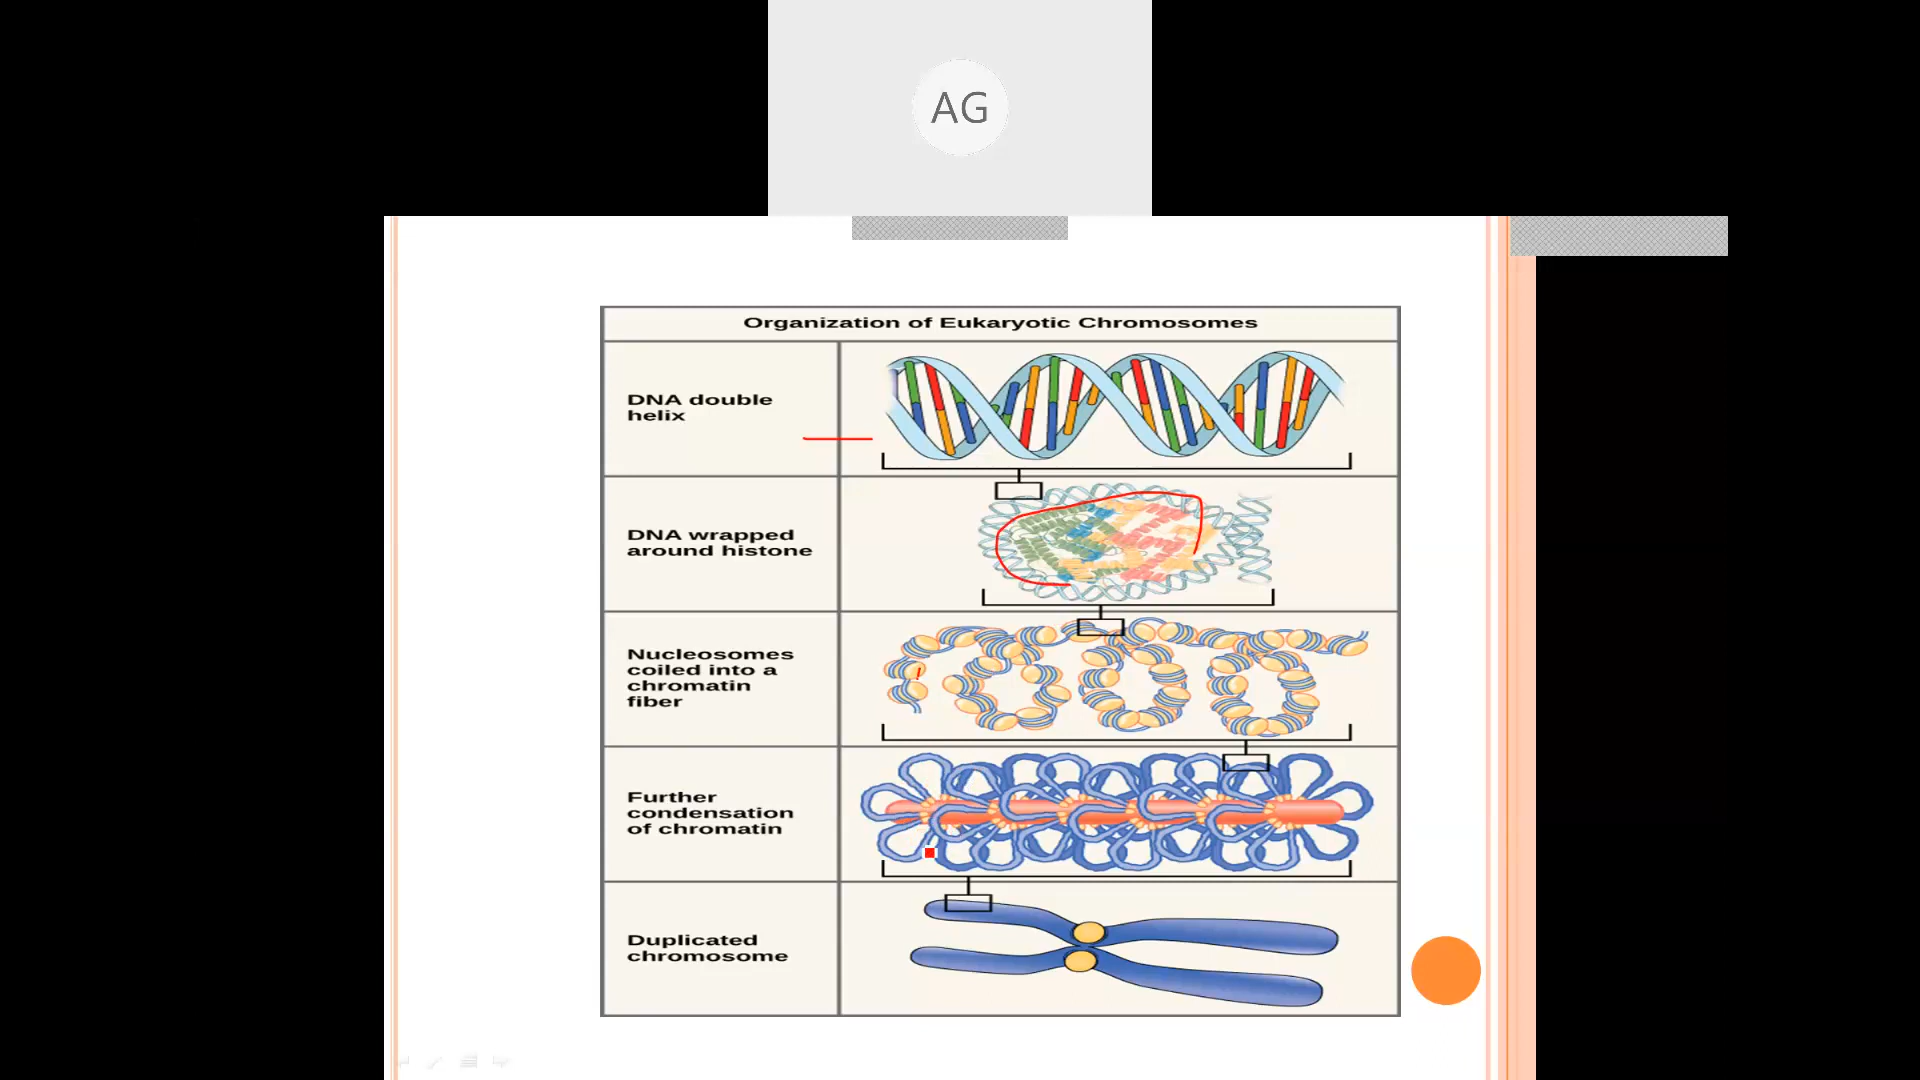 AG
Organization of Eukaryotic Chromosomes
DNA double
helix
DNA wrapped
around histone
Nucleosomes
coiled into a
chromatin
fiber
Further
condensation
of chromatin
Duplicated
chromosome